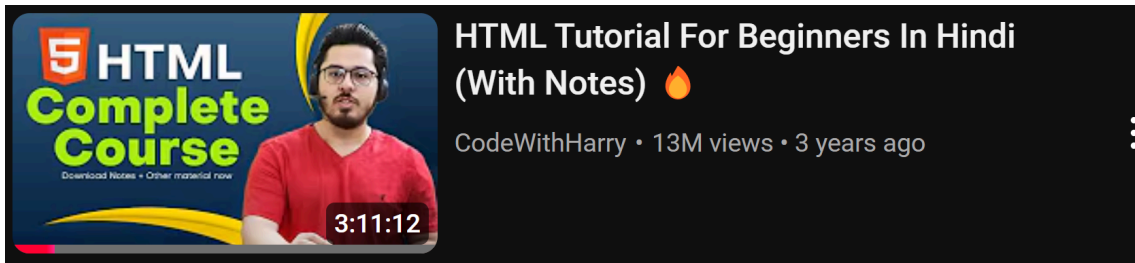 5 HTML
Complete
Course
Download Notes + Other material now
3:11:12
HTML Tutorial For Beginners In Hindi
(With Notes) 🔥
CodeWithHarry • 13M views • 3 years ago